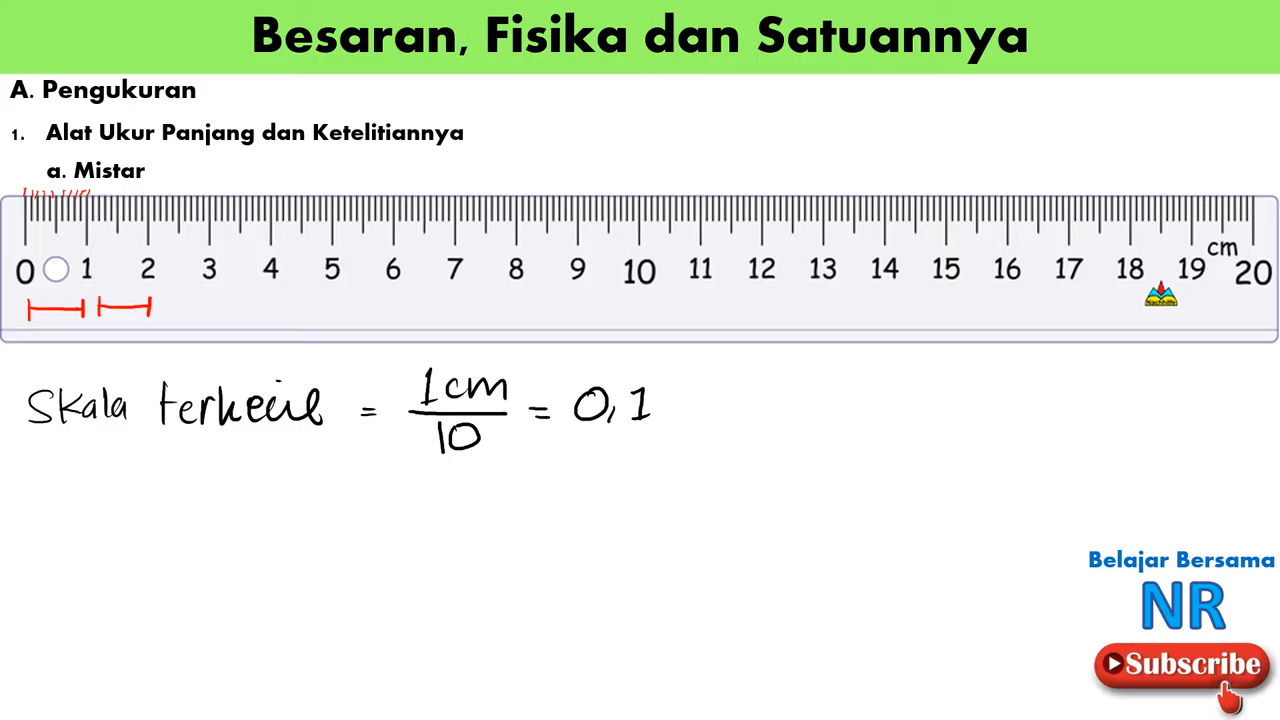 Besaran, Fisika dan Satuannya
A. Pengukuran
1. Alat Ukur Panjang dan Ketelitiannya
a. Mistar
cm
0 1 2 3 4 5 6 7 8 9 10 11 12 13 14 15 16 17 18 19 20
Nachhilfe
Skala terkecil = 1cm/10 = 0,1
Belajar Bersama
NR
Subscribe